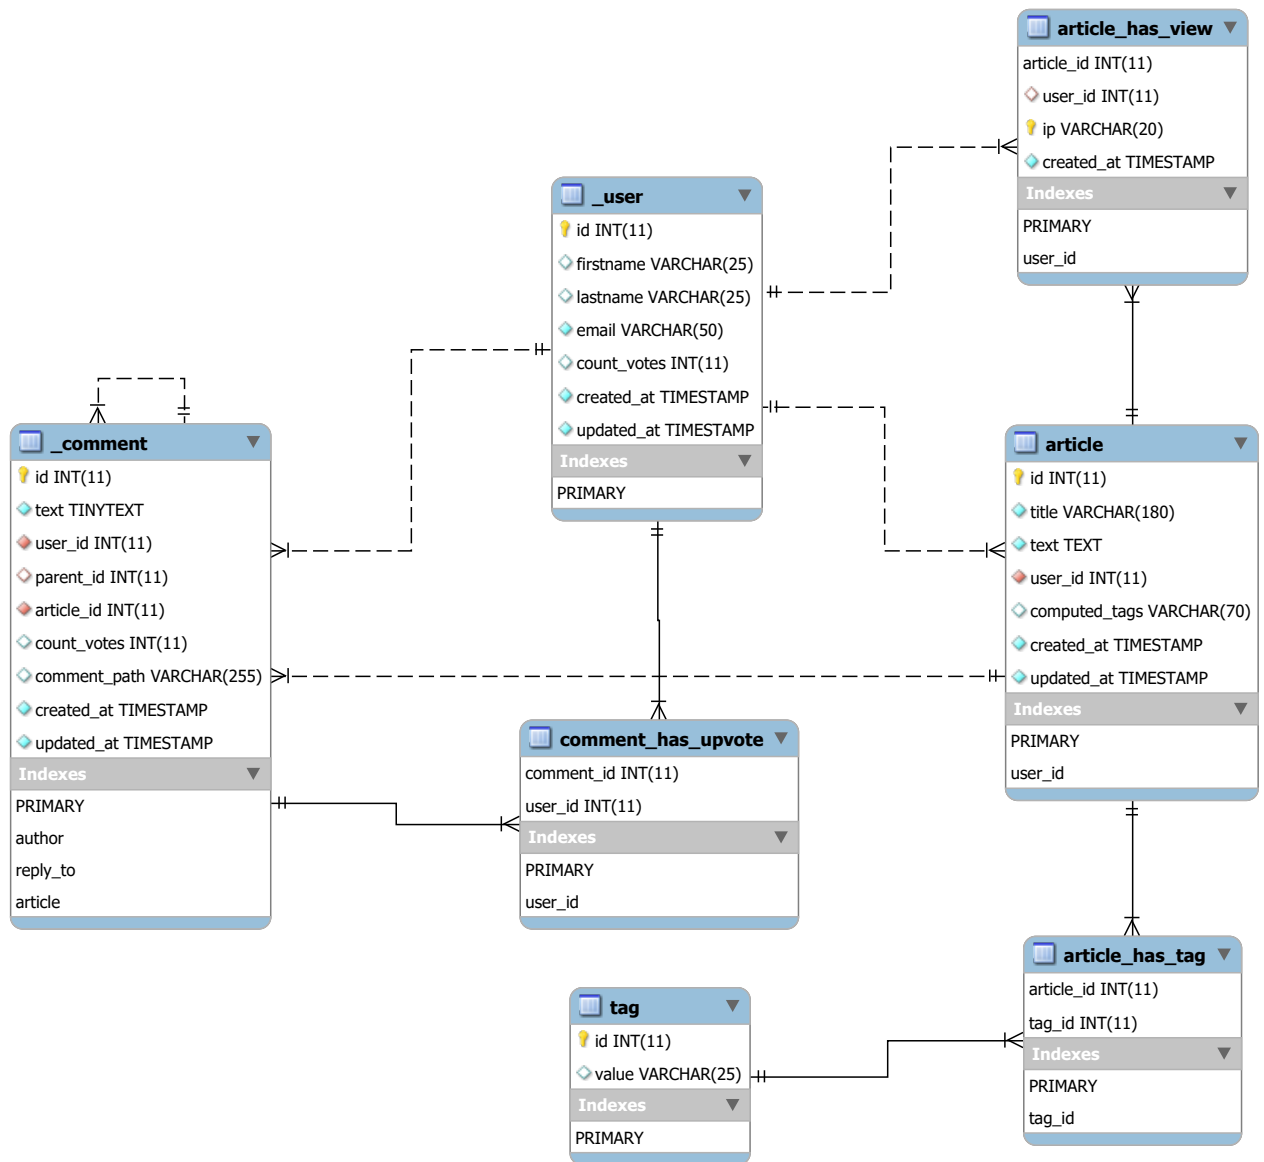 article_has_view
article_id INT(11)
user_id INT(11)
ip VARCHAR(20)
created_at TIMESTAMP
Indexes
PRIMARY
user_id
_user
id INT(11)
firstname VARCHAR(25)
lastname VARCHAR(25)
email VARCHAR(50)
count_votes INT(11)
created_at TIMESTAMP
updated_at TIMESTAMP
Indexes
PRIMARY
_comment
id INT(11)
text TINYTEXT
user_id INT(11)
parent_id INT(11)
article_id INT(11)
count_votes INT(11)
comment_path VARCHAR(255)
created_at TIMESTAMP
updated_at TIMESTAMP
Indexes
PRIMARY
author
reply_to
article
article
id INT(11)
title VARCHAR(180)
text TEXT
user_id INT(11)
computed_tags VARCHAR(70)
created_at TIMESTAMP
updated_at TIMESTAMP
Indexes
PRIMARY
user_id
comment_has_upvote
comment_id INT(11)
user_id INT(11)
Indexes
PRIMARY
user_id
article_has_tag
article_id INT(11)
tag_id INT(11)
Indexes
PRIMARY
tag_id
tag
id INT(11)
value VARCHAR(25)
Indexes
PRIMARY